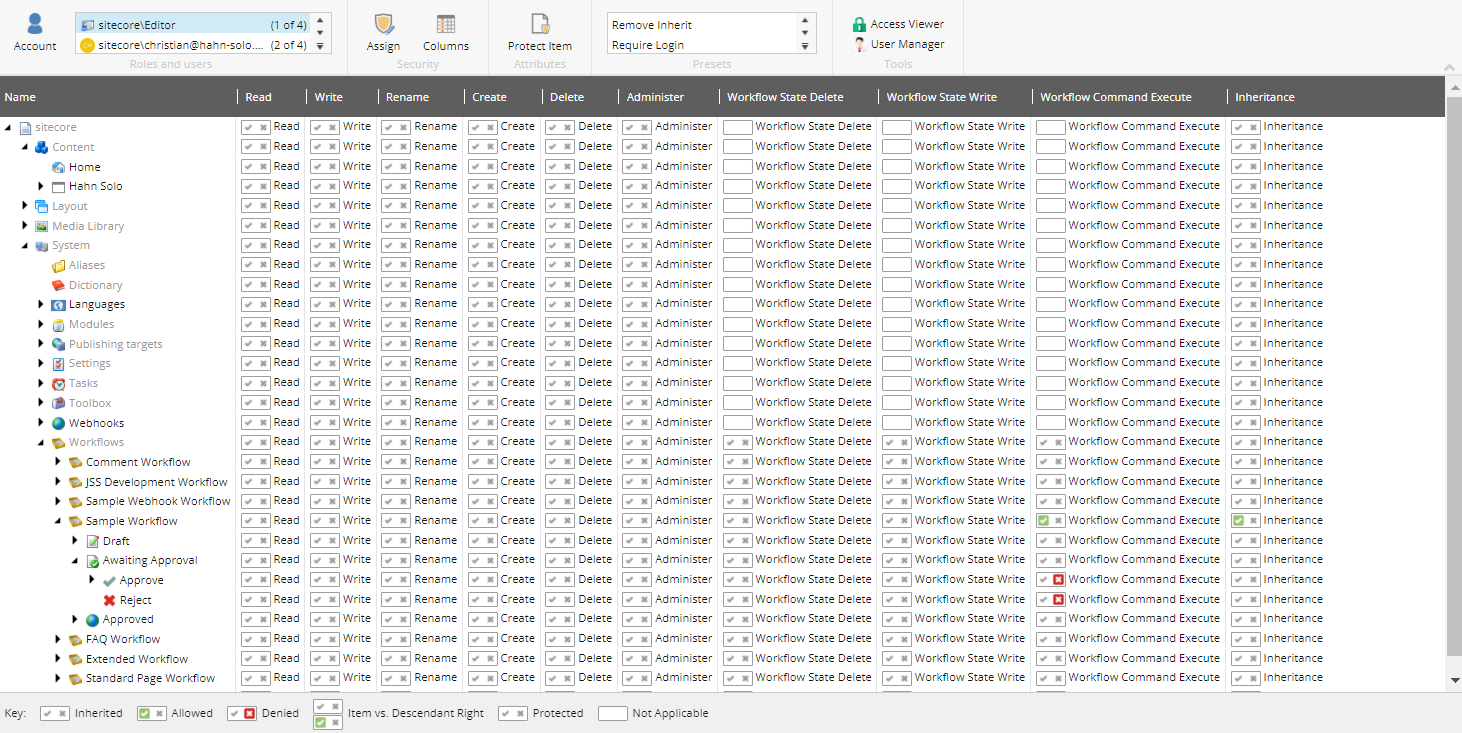 sitecore\Editor (1 of 4)
sitecore\christian@hahn-solo.... (2 of 4)
Remove Inherit
Require Login
Access Viewer
User Manager
Account Assign Columns Protect Item
Roles and users Security Attributes Presets Tools
Name Read Write Rename Create Delete Administer Workflow State Delete Workflow State Write Workflow Command Execute Inheritance
sitecore Read Write Rename Create Delete Administer Workflow State Delete Workflow State Write Workflow Command Execute Inheritance
Content Read Write Rename Create Delete Administer Workflow State Delete Workflow State Write Workflow Command Execute Inheritance
Home Read Write Rename Create Delete Administer Workflow State Delete Workflow State Write Workflow Command Execute Inheritance
Hahn Solo Read Write Rename Create Delete Administer Workflow State Delete Workflow State Write Workflow Command Execute Inheritance
Layout Read Write Rename Create Delete Administer Workflow State Delete Workflow State Write Workflow Command Execute Inheritance
Media Library Read Write Rename Create Delete Administer Workflow State Delete Workflow State Write Workflow Command Execute Inheritance
System Read Write Rename Create Delete Administer Workflow State Delete Workflow State Write Workflow Command Execute Inheritance
Aliases Read Write Rename Create Delete Administer Workflow State Delete Workflow State Write Workflow Command Execute Inheritance
Dictionary Read Write Rename Create Delete Administer Workflow State Delete Workflow State Write Workflow Command Execute Inheritance
Languages Read Write Rename Create Delete Administer Workflow State Delete Workflow State Write Workflow Command Execute Inheritance
Modules Read Write Rename Create Delete Administer Workflow State Delete Workflow State Write Workflow Command Execute Inheritance
Publishing targets Read Write Rename Create Delete Administer Workflow State Delete Workflow State Write Workflow Command Execute Inheritance
Settings Read Write Rename Create Delete Administer Workflow State Delete Workflow State Write Workflow Command Execute Inheritance
Tasks Read Write Rename Create Delete Administer Workflow State Delete Workflow State Write Workflow Command Execute Inheritance
Toolbox Read Write Rename Create Delete Administer Workflow State Delete Workflow State Write Workflow Command Execute Inheritance
Webhooks Read Write Rename Create Delete Administer Workflow State Delete Workflow State Write Workflow Command Execute Inheritance
Workflows Read Write Rename Create Delete Administer Workflow State Delete Workflow State Write Workflow Command Execute Inheritance
Comment Workflow Read Write Rename Create Delete Administer Workflow State Delete Workflow State Write Workflow Command Execute Inheritance
JSS Development Workflow Read Write Rename Create Delete Administer Workflow State Delete Workflow State Write Workflow Command Execute Inheritance
Sample Webhook Workflow Read Write Rename Create Delete Administer Workflow State Delete Workflow State Write Workflow Command Execute Inheritance
Sample Workflow Read Write Rename Create Delete Administer Workflow State Delete Workflow State Write Workflow Command Execute Inheritance
Draft Read Write Rename Create Delete Administer Workflow State Delete Workflow State Write Workflow Command Execute Inheritance
Awaiting Approval Read Write Rename Create Delete Administer Workflow State Delete Workflow State Write Workflow Command Execute Inheritance
Approve Read Write Rename Create Delete Administer Workflow State Delete Workflow State Write Workflow Command Execute Inheritance
Reject Read Write Rename Create Delete Administer Workflow State Delete Workflow State Write Workflow Command Execute Inheritance
Approved Read Write Rename Create Delete Administer Workflow State Delete Workflow State Write Workflow Command Execute Inheritance
FAQ Workflow Read Write Rename Create Delete Administer Workflow State Delete Workflow State Write Workflow Command Execute Inheritance
Extended Workflow Read Write Rename Create Delete Administer Workflow State Delete Workflow State Write Workflow Command Execute Inheritance
Standard Page Workflow Read Write Rename Create Delete Administer Workflow State Delete Workflow State Write Workflow Command Execute Inheritance
Key: Inherited Allowed Denied Item vs. Descendant Right Protected Not Applicable